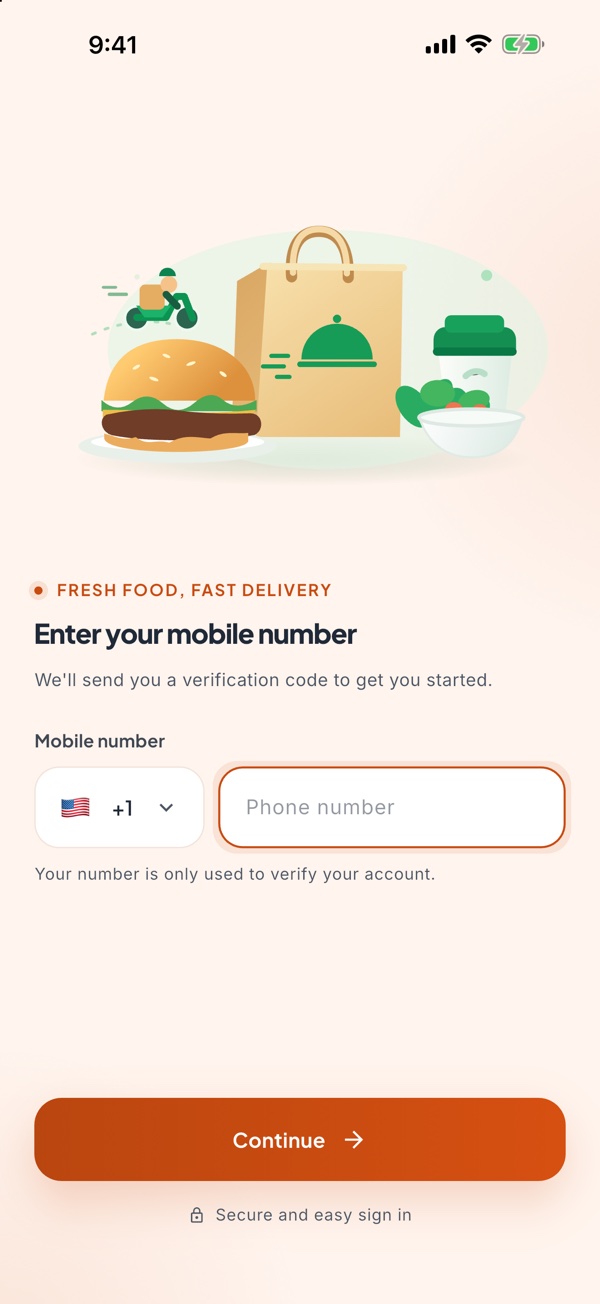 9:41
FRESH FOOD, FAST DELIVERY
Enter your mobile number
We'll send you a verification code to get you started.
Mobile number
+1
Phone number
Your number is only used to verify your account.
Continue
Secure and easy sign in